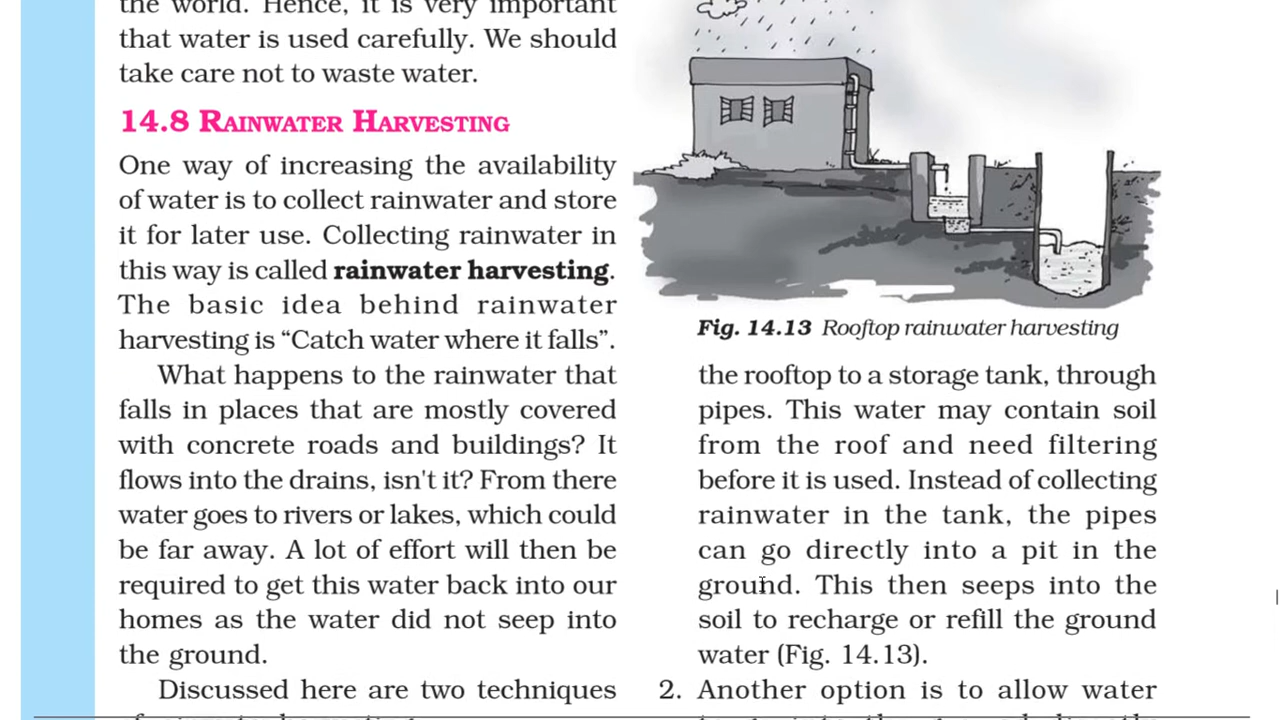 the world. Hence, it is very important
that water is used carefully. We should
take care not to waste water.
14.8 RAINWATER HARVESTING
One way of increasing the availability
of water is to collect rainwater and store
it for later use. Collecting rainwater in
this way is called rainwater harvesting.
The basic idea behind rainwater
harvesting is “Catch water where it falls”.
What happens to the rainwater that
falls in places that are mostly covered
with concrete roads and buildings? It
flows into the drains, isn't it? From there
water goes to rivers or lakes, which could
be far away. A lot of effort will then be
required to get this water back into our
homes as the water did not seep into
the ground.
Discussed here are two techniques
Fig. 14.13 Rooftop rainwater harvesting
the rooftop to a storage tank, through
pipes. This water may contain soil
from the roof and need filtering
before it is used. Instead of collecting
rainwater in the tank, the pipes
can go directly into a pit in the
ground. This then seeps into the
soil to recharge or refill the ground
water (Fig. 14.13).
2. Another option is to allow water